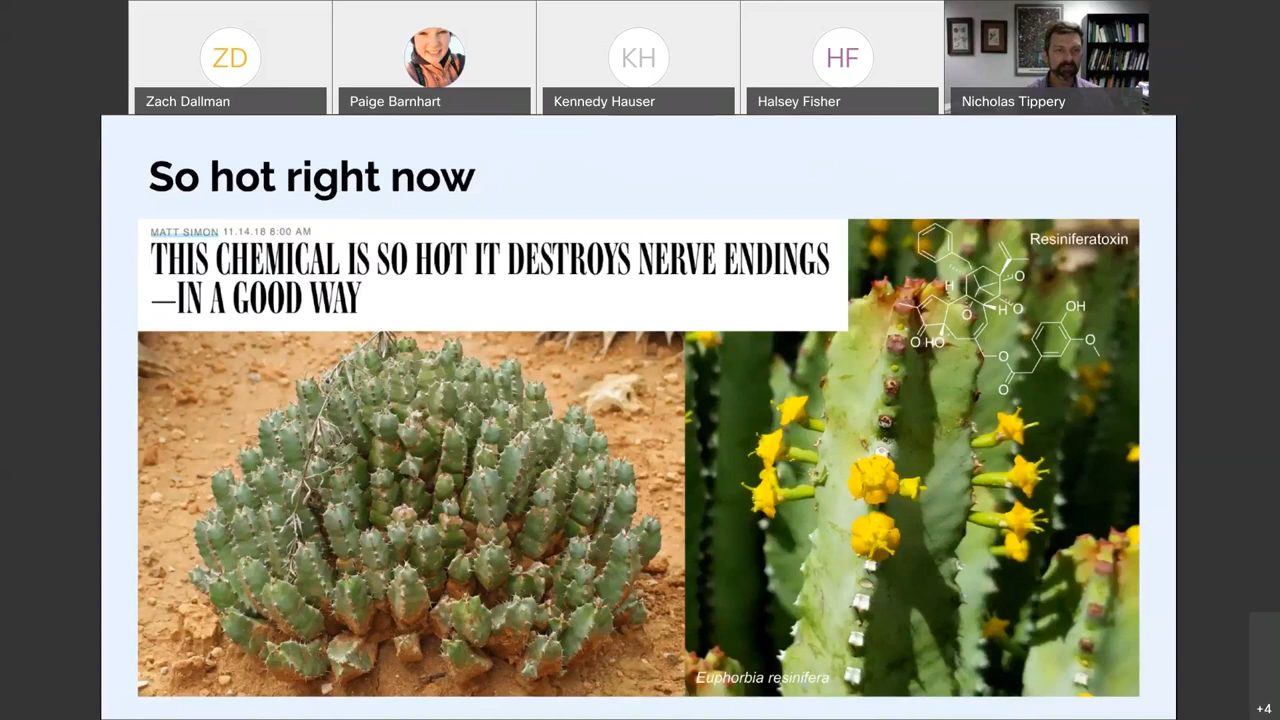 ZD
KH
HF
Zach Dallman
Paige Barnhart
Kennedy Hauser
Halsey Fisher
Nicholas Tippery
So hot right now
MATT SIMON 11.14.18 8:00 AM
THIS CHEMICAL IS SO HOT IT DESTROYS NERVE ENDINGS
—IN A GOOD WAY
Resiniferatoxin
O
H
OH
O
H
O
O
HO
O
O
O
Euphorbia resinifera
+4